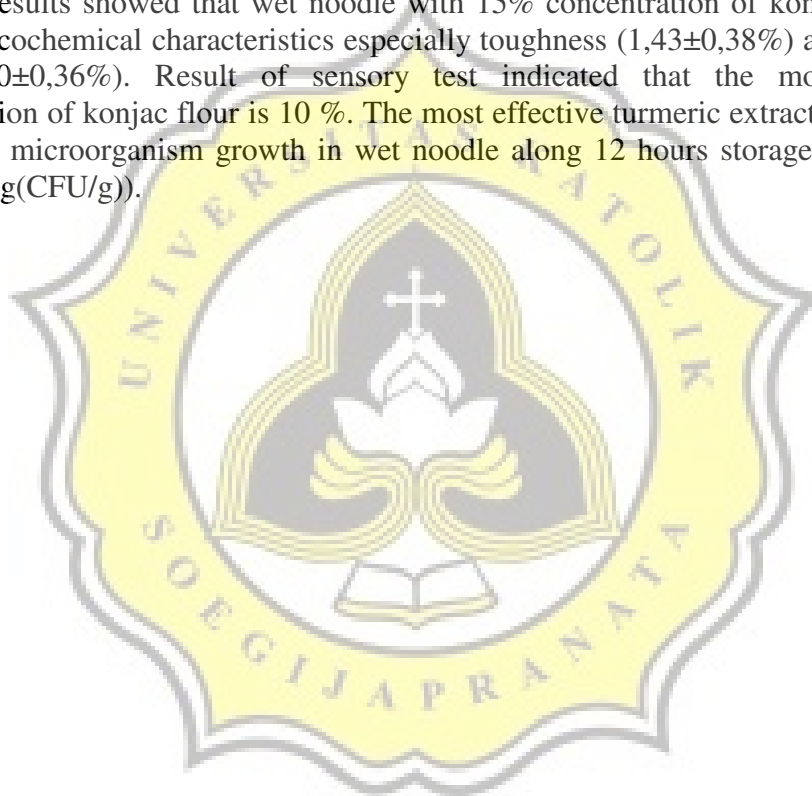 esults showed that wet noodle with 15% concentration of kon
cochemical characteristics especially toughness (1,43±0,38%) a
0±0,36%). Result of sensory test indicated that the mo
ion of konjac flour is 10 %. The most effective turmeric extract
microorganism growth in wet noodle along 12 hours storage
g(CFU/g)).
UNIVERSITAS KATOLIK
SOEGIJAPRANATA